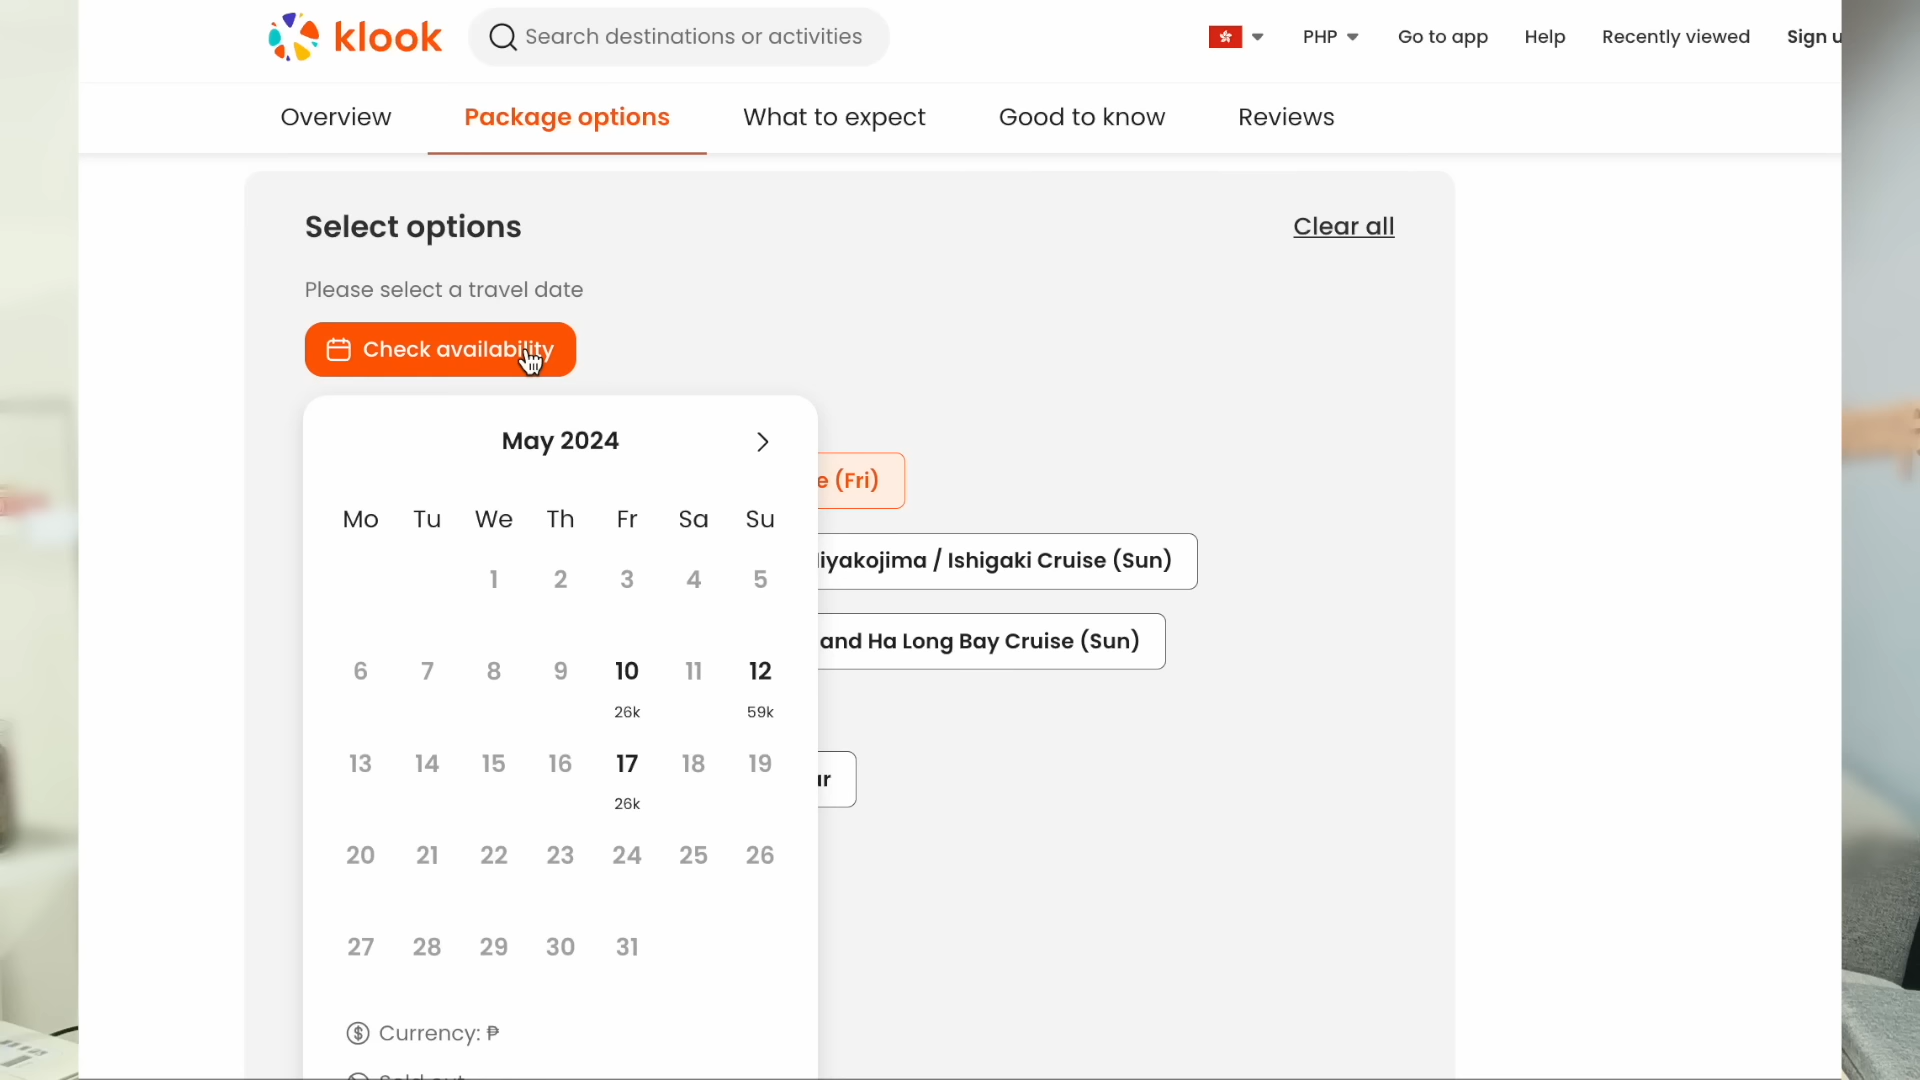 klook
Search destinations or activities
PHP
Go to app
Help
Recently viewed
Sign u
Overview
Package options
What to expect
Good to know
Reviews
Select options
Clear all
Please select a travel date
Check availability
May 2024
e (Fri)
Mo Tu We Th Fr Sa Su
iyakojima / Ishigaki Cruise (Sun)
1 2 3 4 5
and Ha Long Bay Cruise (Sun)
6 7 8 9 10 11 12
26k 59k
13 14 15 16 17 18 19
ur
26k
20 21 22 23 24 25 26
27 28 29 30 31
Currency: ₱
Sold out